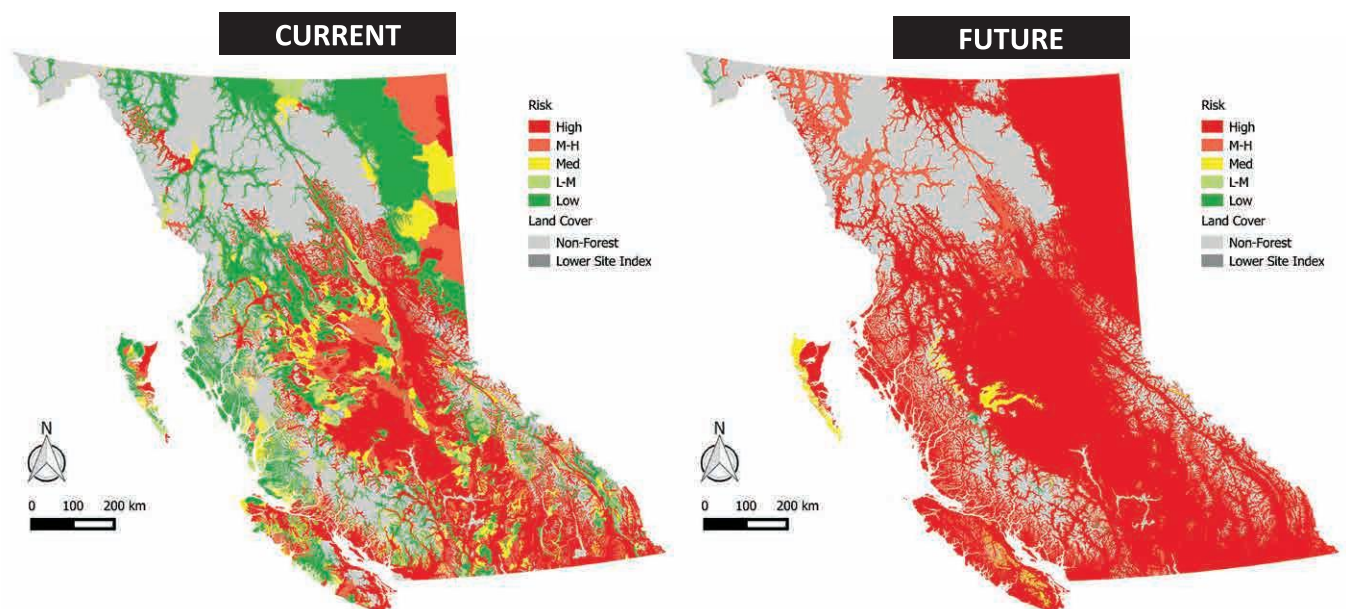 CURRENT
Risk
High
M-H
Med
L-M
Low
Land Cover
Non-Forest
Lower Site Index
N
0 100 200 km
FUTURE
Risk
High
M-H
Med
L-M
Low
Land Cover
Non-Forest
Lower Site Index
N
0 100 200 km